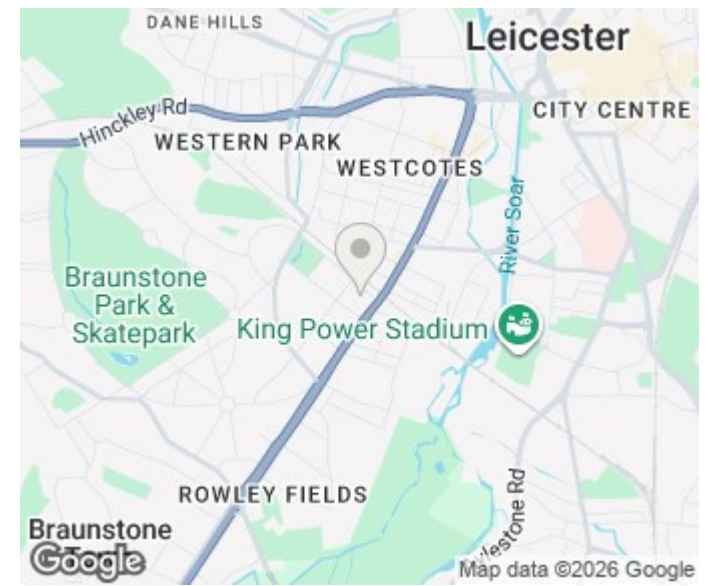 DANE HILLS
Leicester
Hinckley Rd
CITY CENTRE
WESTERN PARK
WESTCOTES
River Soar
Braunstone
Park &
Skatepark
King Power Stadium
ROWLEY FIELDS
Braunstone
Google
Map data ©2026 Google